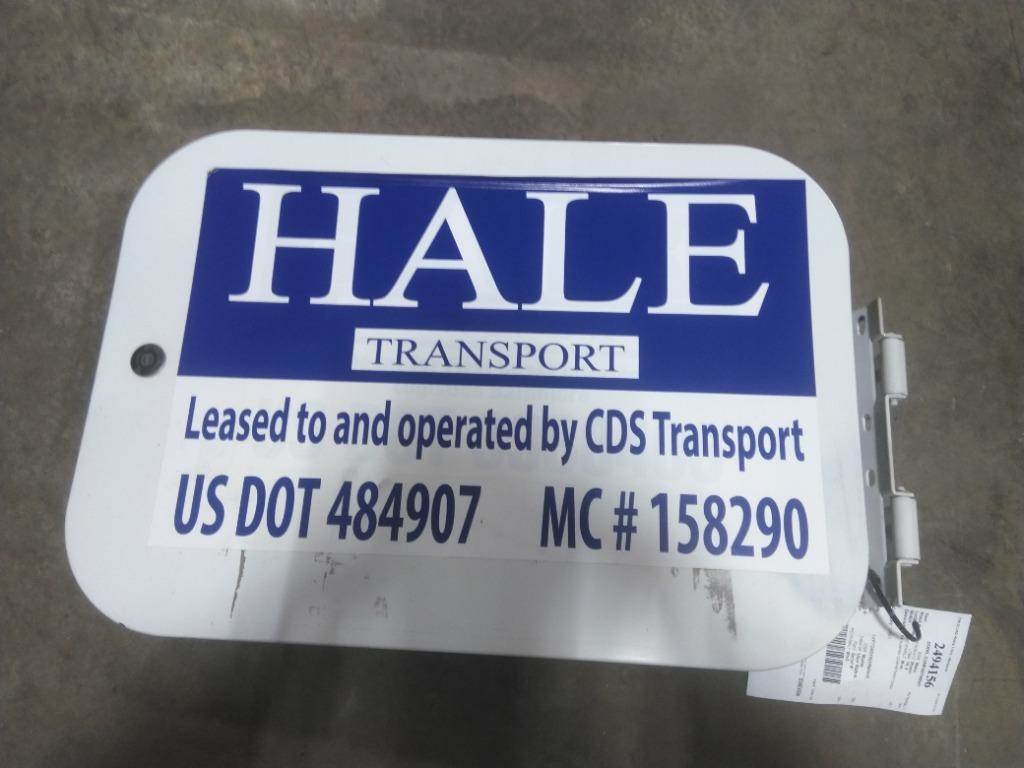 HALE
TRANSPORT
Leased to and operated by CDS Transport
US DOT 484907 MC # 158290
2494156